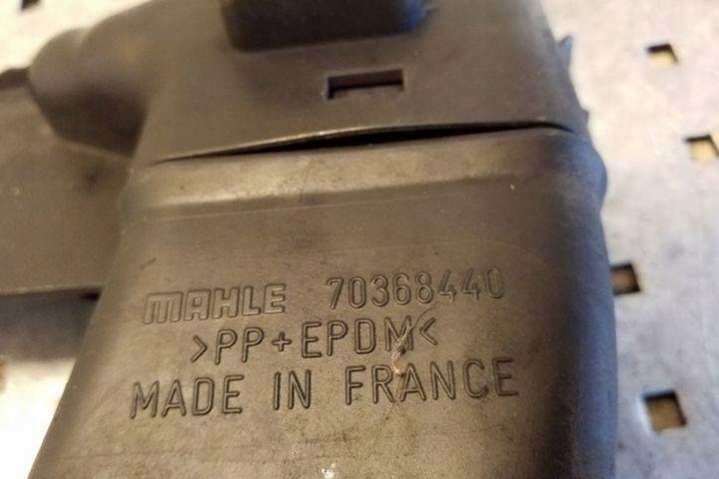 MAHLE 70368440
>PP+EPDM<
MADE IN FRANCE